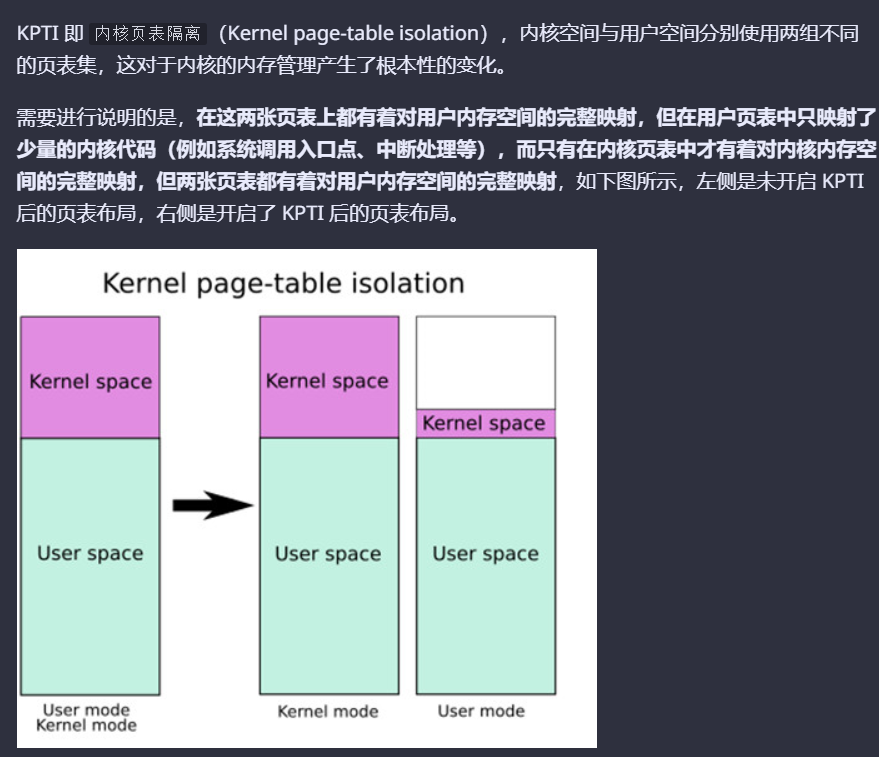 KPTI 即 内核页表隔离 （Kernel page-table isolation），内核空间与用户空间分别使用两组不同
的页表集，这对于内核的内存管理产生了根本性的变化。
需要进行说明的是，在这两张页表上都有着对用户内存空间的完整映射，但在用户页表中只映射了
少量的内核代码（例如系统调用入口点、中断处理等），而只有在内核页表中才有着对内核内存空
间的完整映射，但两张页表都有着对用户内存空间的完整映射，如下图所示，左侧是未开启 KPTI
后的页表布局，右侧是开启了 KPTI 后的页表布局。
Kernel page-table isolation
Kernel space
Kernel space
Kernel space
User space
User space
User space
User mode
Kernel mode
Kernel mode
User mode